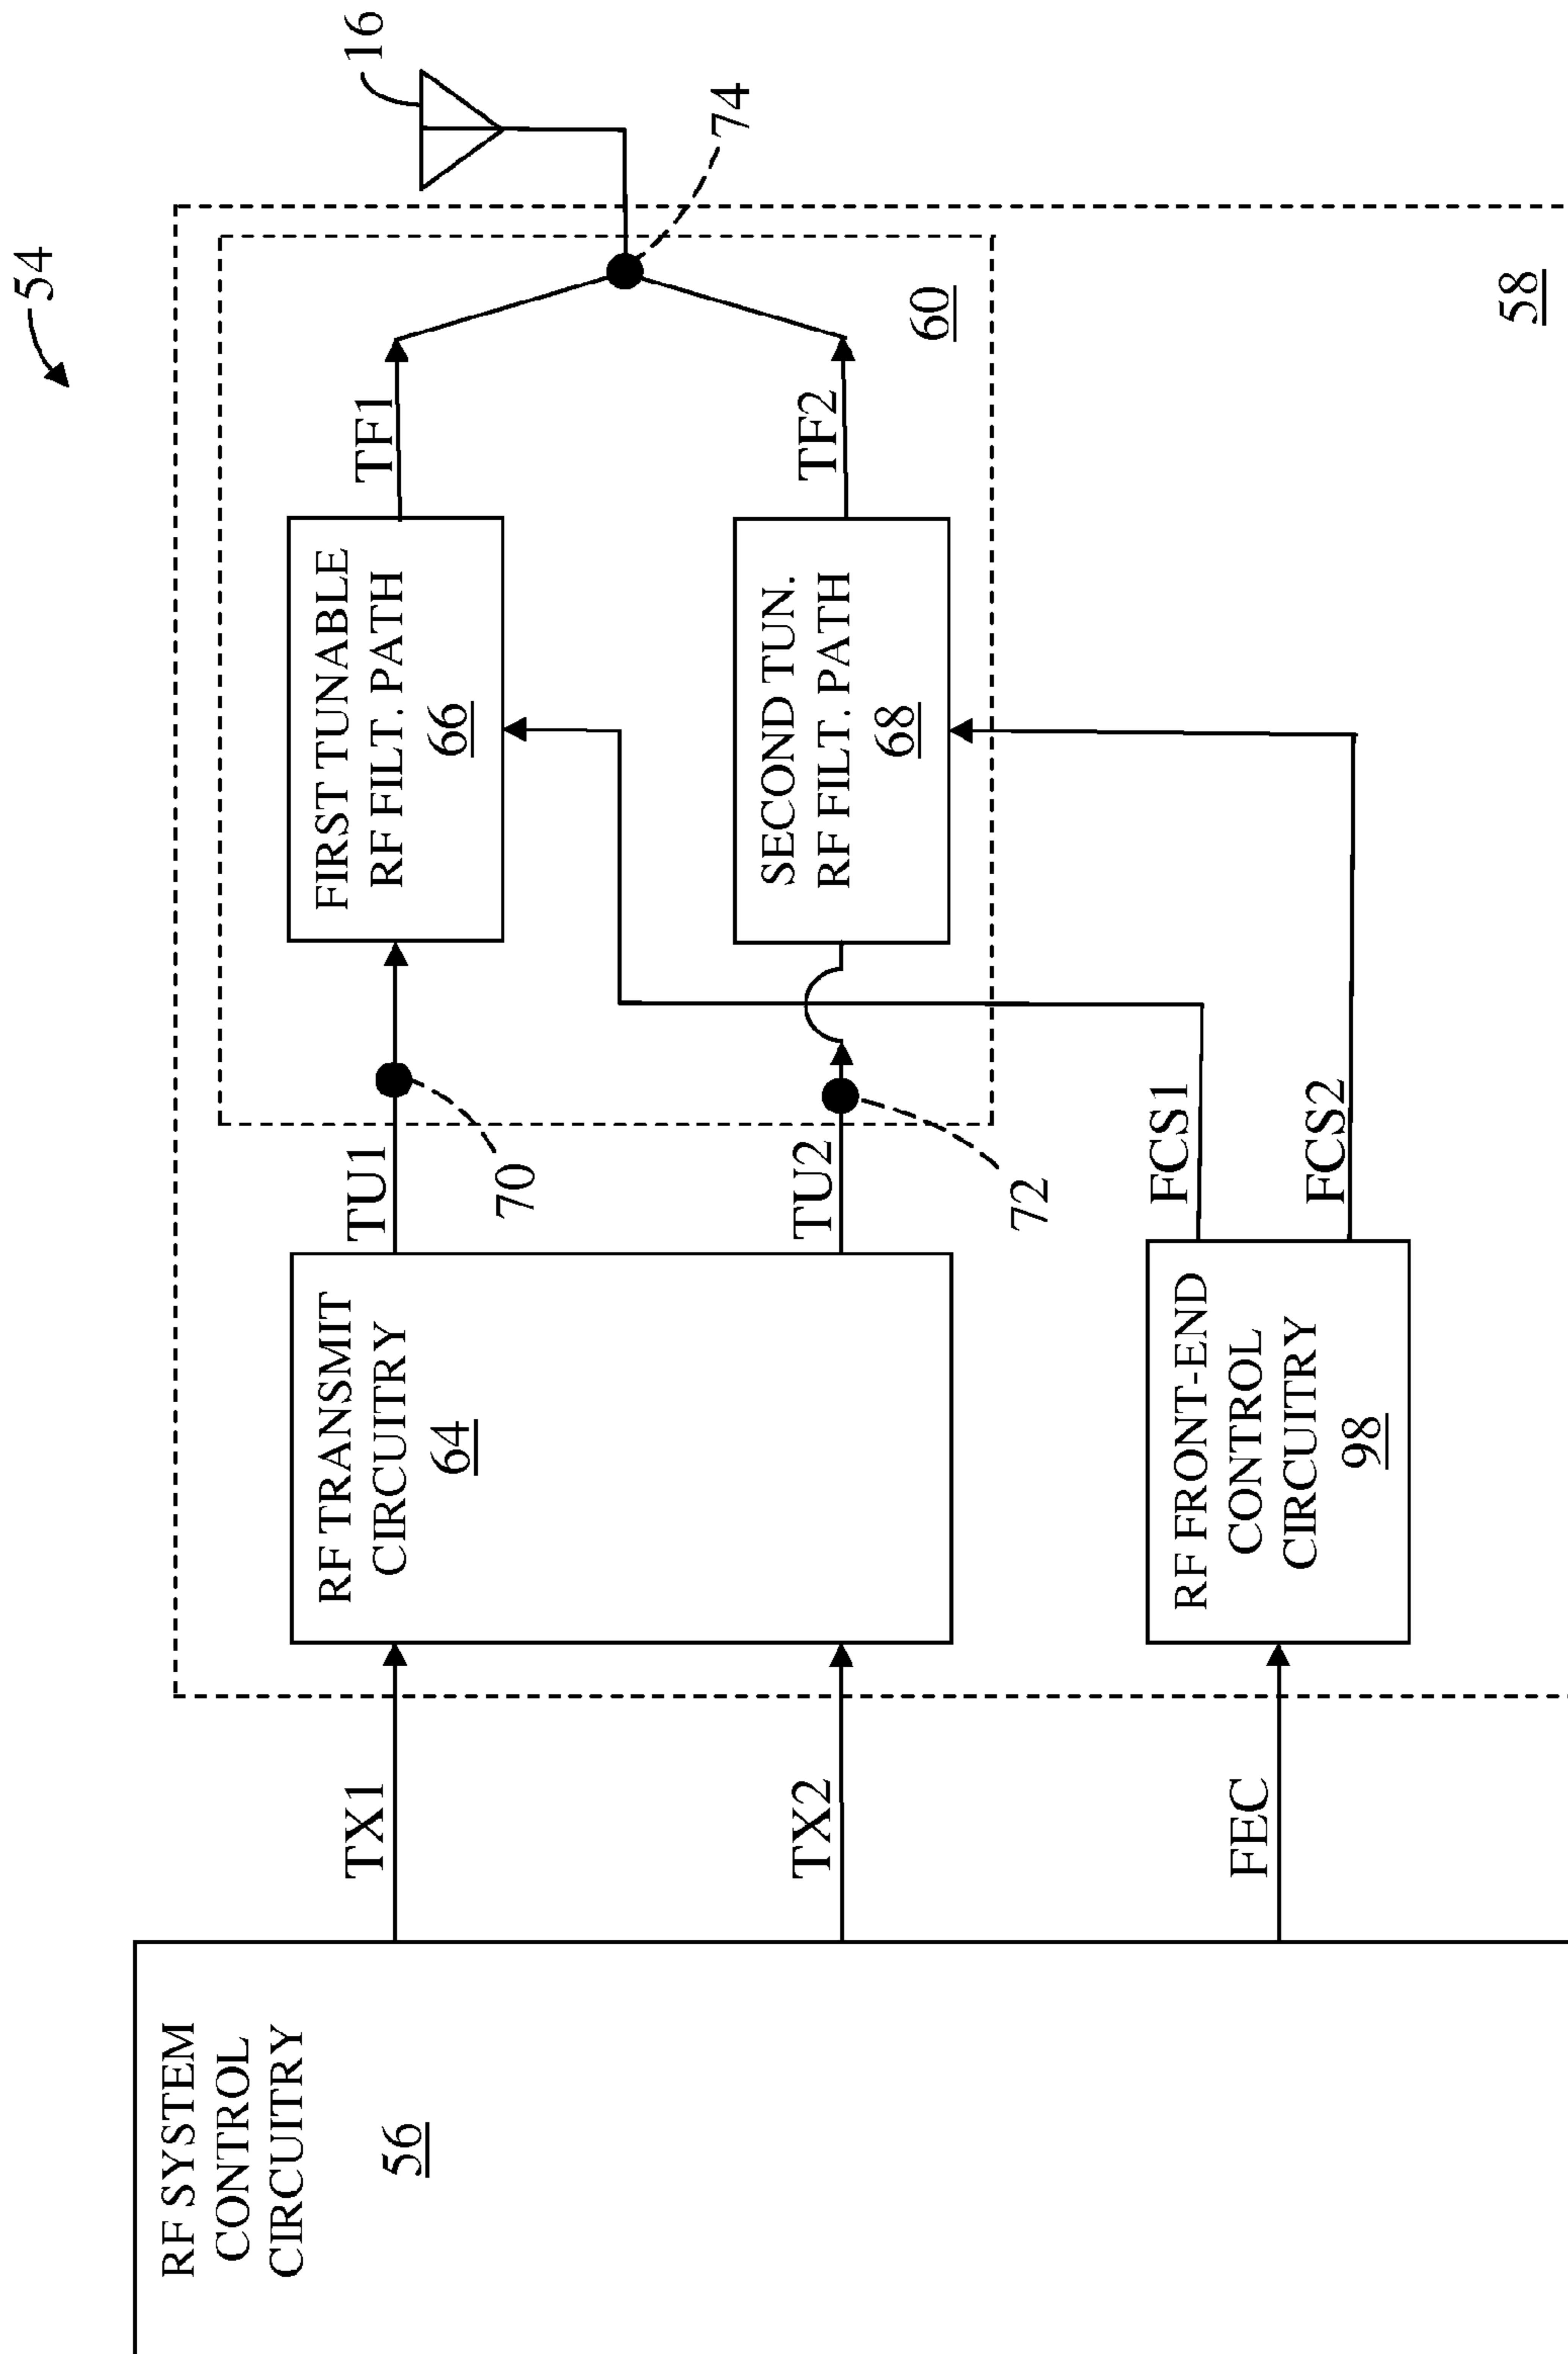 54
RF SYSTEM
CONTROL
CIRCUITRY
56
TX1
TX2
FEC
RF TRANSMIT
CIRCUITRY
64
TU1
70
TU2
72
FIRST TUNABLE
RF FILT. PATH
66
SECOND TUN.
RF FILT. PATH
68
TF1
TF2
60
74
16
RF FRONT-END
CONTROL
CIRCUITRY
98
FCS1
FCS2
58